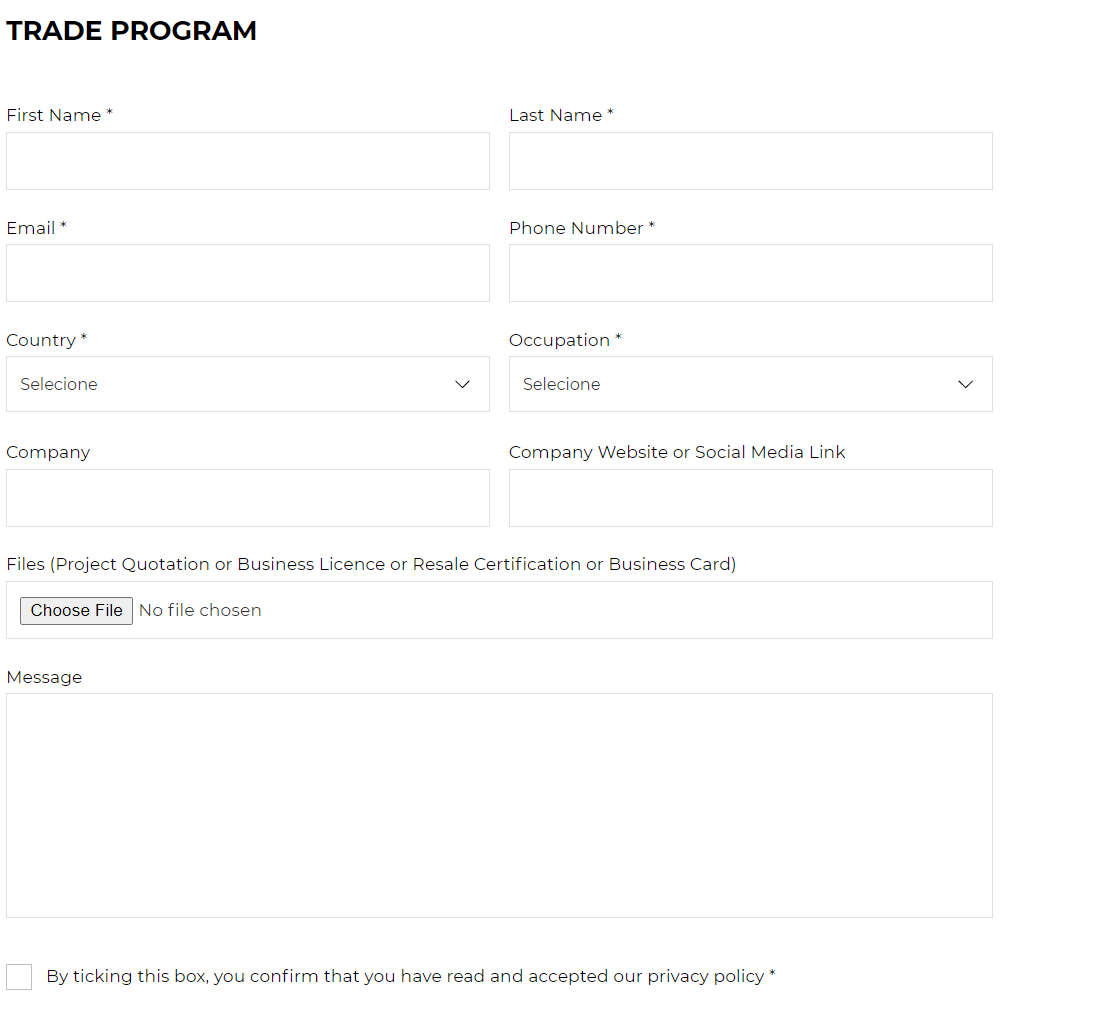 TRADE PROGRAM
First Name *
Last Name *
Email *
Phone Number *
Country *
Occupation *
Selecione
Selecione
Company
Company Website or Social Media Link
Files (Project Quotation or Business Licence or Resale Certification or Business Card)
Choose File No file chosen
Message
By ticking this box, you confirm that you have read and accepted our privacy policy *